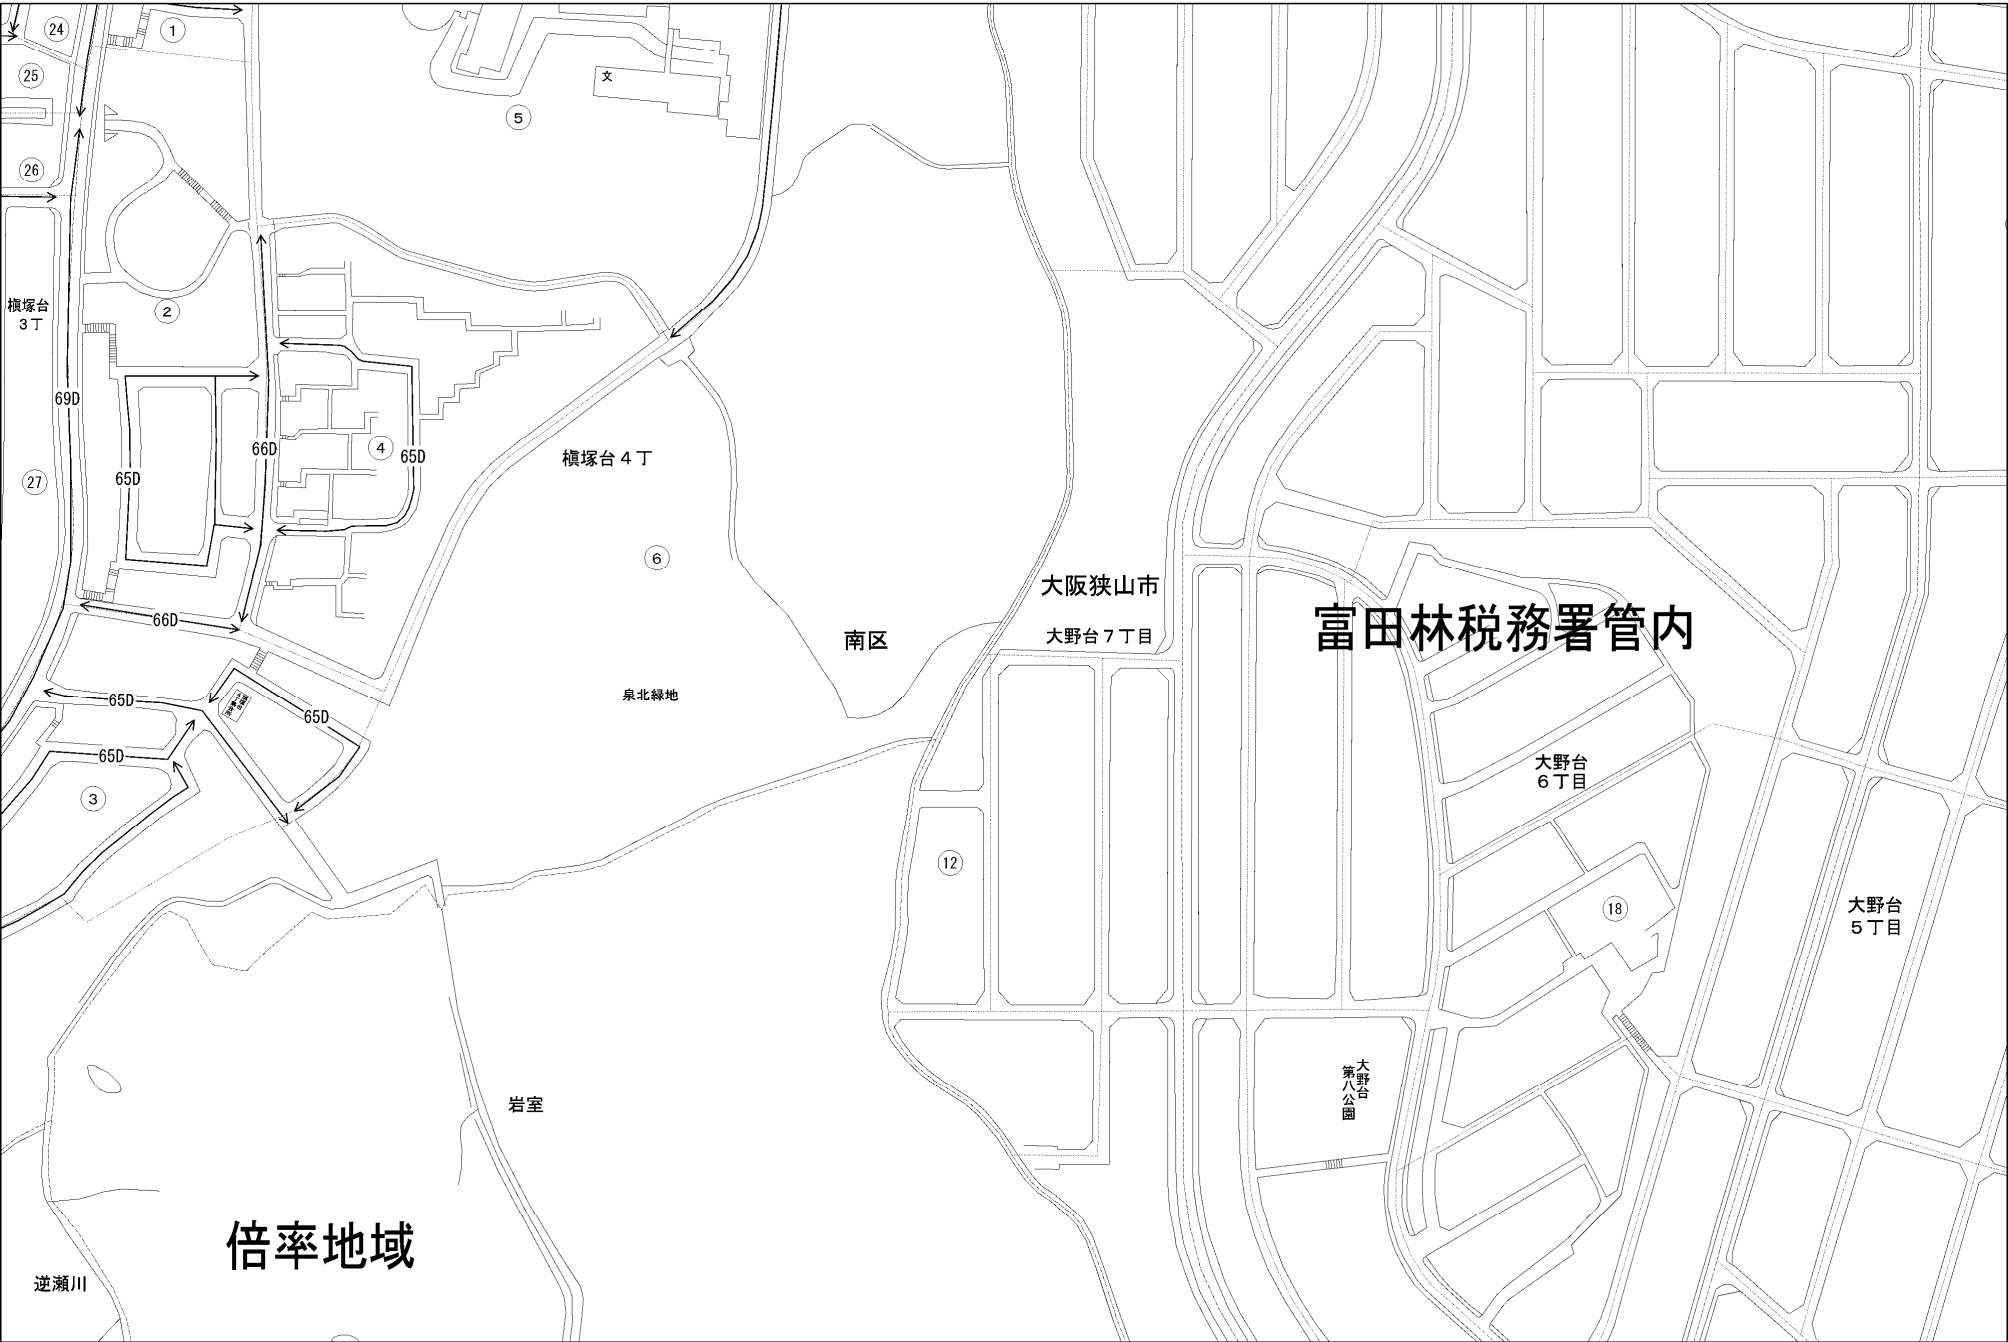 24
1
25
文
5
26
槇塚台
３丁
2
69D
66D
4
65D
槇塚台４丁
65D
27
6
大阪狭山市
富田林税務署管内
66D
南区
大野台７丁目
泉北緑地
65D
65D
65D
大野台
６丁目
3
12
18
大野台
５丁目
大野台
第八公園
岩室
倍率地域
逆瀬川